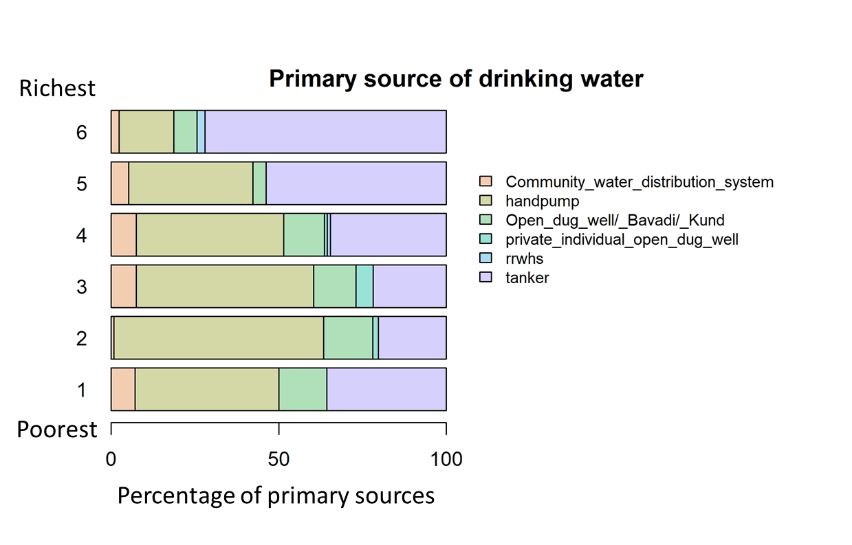 Primary source of drinking water
Richest
6
5
4
3
2
1
Poorest
0 50 100
Percentage of primary sources
Community_water_distribution_system
handpump
Open_dug_well/_Bavadi/_Kund
private_individual_open_dug_well
rrwhs
tanker